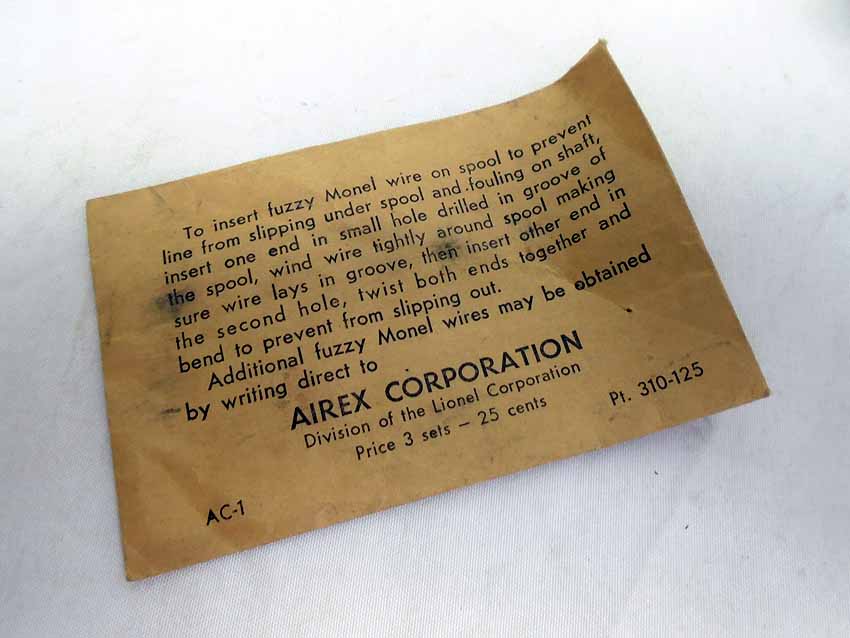 To insert fuzzy Monel wire on spool to prevent
line from slipping under spool and fouling on shaft,
insert one end in small hole drilled in groove of
the spool, wind wire tightly around spool making
sure wire lays in groove, then insert other end in
the second hole, twist both ends together and
bend to prevent from slipping out.
Additional fuzzy Monel wires may be obtained
by writing direct to
AIREX CORPORATION
Division of the Lionel Corporation
Price 3 sets – 25 cents
Pt. 310-125
AC-1